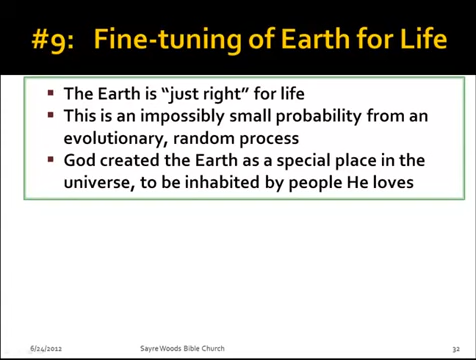 #9: Fine-tuning of Earth for Life
▪ The Earth is “just right” for life
▪ This is an impossibly small probability from an
evolutionary, random process
▪ God created the Earth as a special place in the
universe, to be inhabited by people He loves
6/24/2012 Sayre Woods Bible Church 32